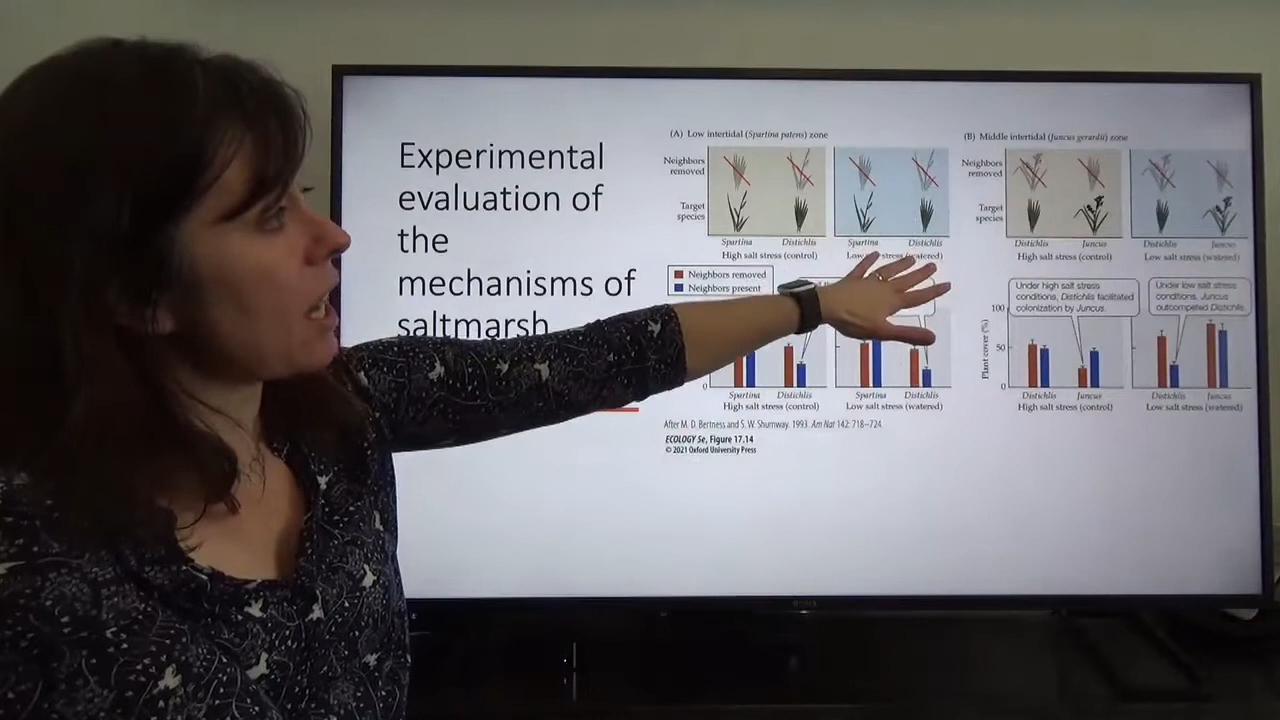 Experimental
evaluation of
the
mechanisms of
saltmarsh
(A) Low intertidal (Spartina patens) zone
Neighbors
removed
Target
species
Spartina Distichlis
High salt stress (control)
Spartina Distichlis
Low stress (watered)
Neighbors removed
Neighbors present
0
Spartina Distichlis
High salt stress (control)
Spartina Distichlis
Low salt stress (watered)
(B) Middle intertidal (Juncus gerardii) zone
Neighbors
removed
Target
species
Distichlis Juncus
High salt stress (control)
Distichlis Juncus
Low salt stress (watered)
Under high salt stress
conditions, Distichlis facilitated
colonization by Juncus.
Under low salt stress
conditions, Juncus
outcompeted Distichlis.
Plant cover (%)
100
50
0
Distichlis Juncus
High salt stress (control)
Distichlis Juncus
Low salt stress (watered)
After M. D. Bertness and S. W. Shumway. 1993. Am Nat 142: 718–724.
ECOLOGY 5e, Figure 17.14
© 2021 Oxford University Press